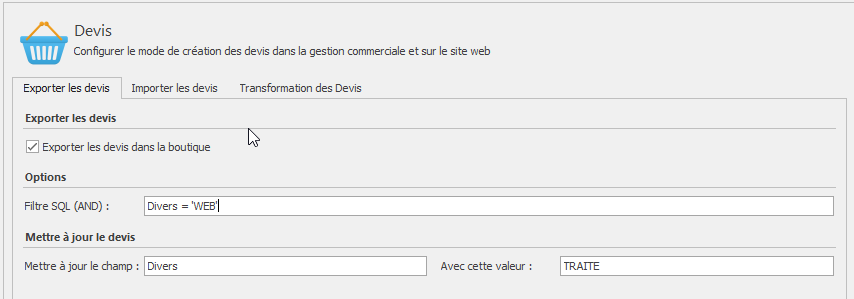 Devis
Configurer le mode de création des devis dans la gestion commerciale et sur le site web
Exporter les devis Importer les devis Transformation des Devis
Exporter les devis
Exporter les devis dans la boutique
Options
Filtre SQL (AND) : Divers = 'WEB'
Mettre à jour le devis
Mettre à jour le champ : Divers Avec cette valeur : TRAITE